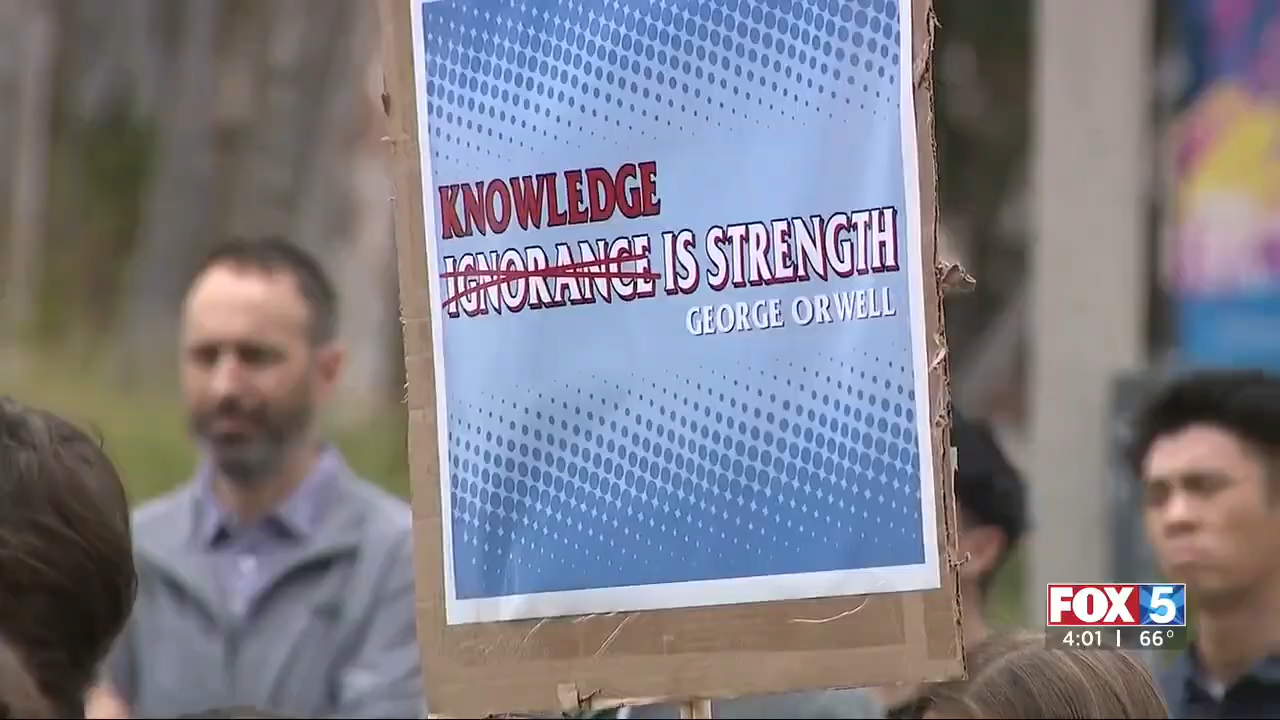 KNOWLEDGE
IGNORANCE IS STRENGTH
GEORGE ORWELL
FOX 5
4:01 | 66°